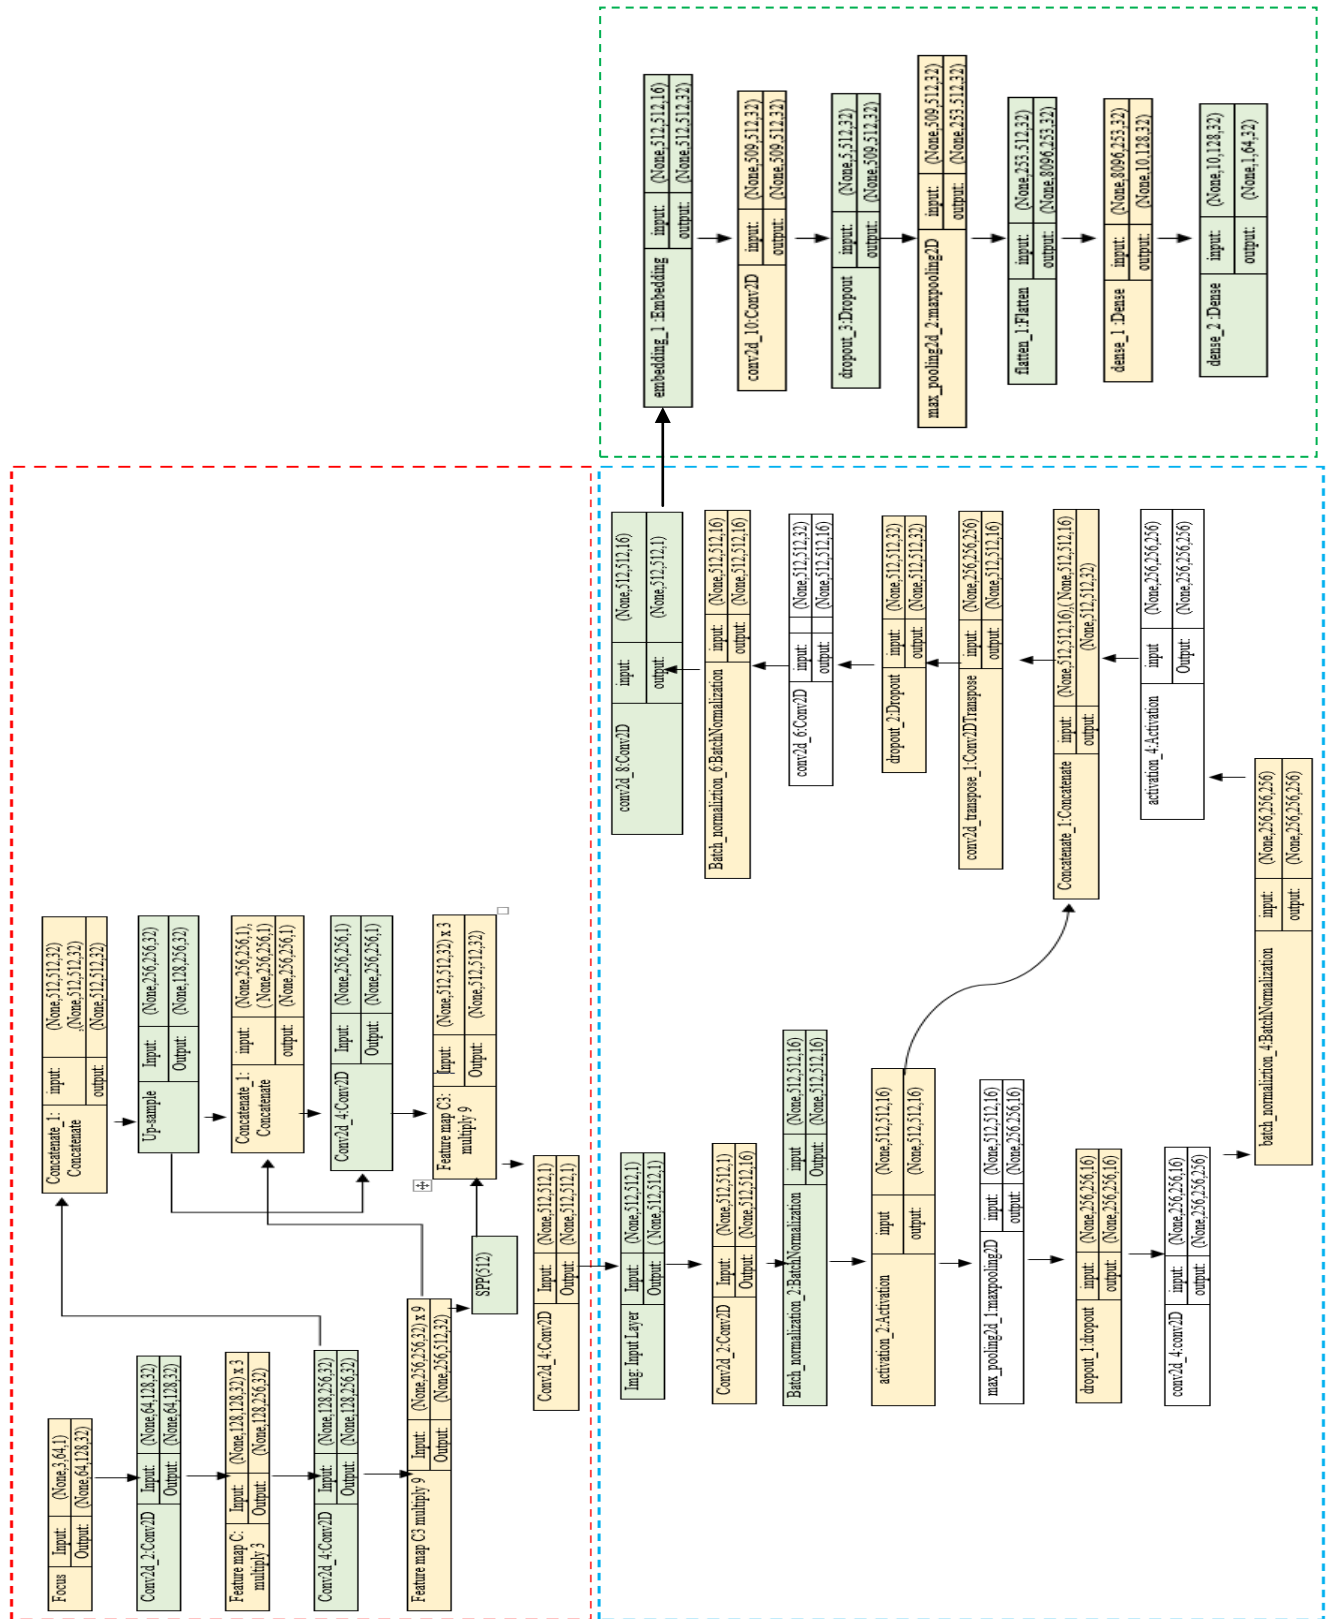 Focus
Input: (None,3,64,1)
Output: (None,64,128,32)
Conv2d_2:Conv2D
Input: (None,64,128,32)
Output: (None,64,128,32)
Feature map C:
multiply 3
Input: (None,128,128,32) x 3
Output: (None,128,256,32)
Conv2d_4:Conv2D
Input: (None,128,256,32)
Output: (None,128,256,32)
Feature map C3 multiply 9
Input: (None,256,256,32) x 9
Output: (None,256,512,32)
SPP(512)
Concatenate_1:
Concatenate
input: (None,512,512,32)
,(None,512,512,32)
output: (None,512,512,32)
Up-sample
Input: (None,256,256,32)
Output: (None,128,256,32)
Concatenate_1:
Concatenate
input: (None,256,256,1),
( None,256,256,1)
output: (None,256,256,1)
Conv2d_4:Conv2D
Input: (None,256,256,1)
Output: (None,256,256,1)
Feature map C3:
multiply 9
Input: (None,512,512,32) x 3
Output: (None,512,512,32)
Conv2d_4:Conv2D
Input: (None,512,512,1)
Output: (None,512,512,1)
Img: Input Layer
Input: (None,512,512,1)
Output: ( None,512,512,1)
Conv2d_2:Conv2D
Input: (None,512,512,1)
Output: (None,512,512,16)
Batch_normalization_2:BatchNormalization
input (None,512,512,16)
Output: (None,512,512,16)
activation_2:Activation
input (None,512,512,16)
output: (None,512,512,16)
max_pooling2d_1:maxpooling2D
input: (None,512,512,16)
output: (None,256,256,16)
dropout_1:dropout
input: (None,256,256,16)
output: (None,256,256,16)
conv2d_4:conv2D
input: (None,256,256,16)
output: (None,256,256,256)
batch_normaliztion_4:BatchNormalization
input: (None,256,256,256)
output: (None,256,256,256)
activation_4:Activation
input (None,256,256,256)
Output: (None,256,256,256)
Concatenate_1:Concatenate
input: (None,512,512,16),( None,512,512,16)
output: (None,512,512,32)
conv2d_transpose_1:Conv2DTranspose
input: (None,256,256,256)
output: (None,512,512,16)
dropout_2:Dropout
input: (None,512,512,32)
output: (None,512,512,32)
conv2d_6:Conv2D
input: (None,512,512,32)
output: (None,512,512,16)
Batch_normaliztion_6:BatchNormalization
input: (None,512,512,16)
output: (None,512,512,16)
conv2d_8:Conv2D
input: (None,512,512,16)
output: (None,512,512,1)
embedding_1 :Embedding
input: (None,512,512,16)
output: (None,512,512,32)
conv2d_10:Conv2D
input: (None,509,512,32)
output: (None,509,512,32)
dropout_3:Dropout
input: (None,5,512,32)
output: (None,509,512,32)
max_pooling2d_2:maxpooling2D
input: (None,509,512,32)
output: (None,253,512,32)
flatten_1:Flatten
input: (None,253,512,32)
output: (None,8096,253,32)
dense_1 :Dense
input: (None,8096,253,32)
output: (None,10,128,32)
dense_2 :Dense
input: (None,10,128,32)
output: (None,1,64,32)